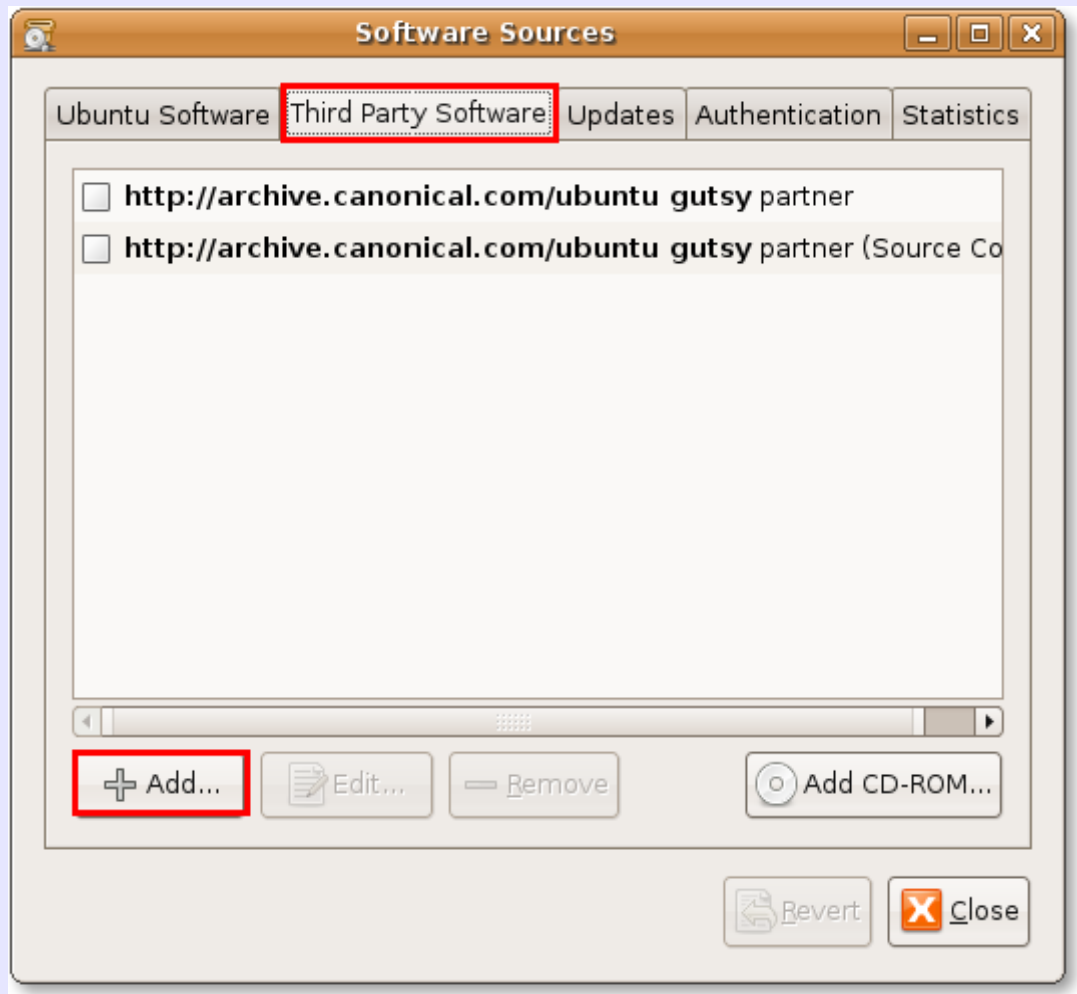 Software Sources
Ubuntu Software Third Party Software Updates Authentication Statistics
http://archive.canonical.com/ubuntu gutsy partner
http://archive.canonical.com/ubuntu gutsy partner (Source Co
Add... Edit... Remove Add CD-ROM...
Revert Close